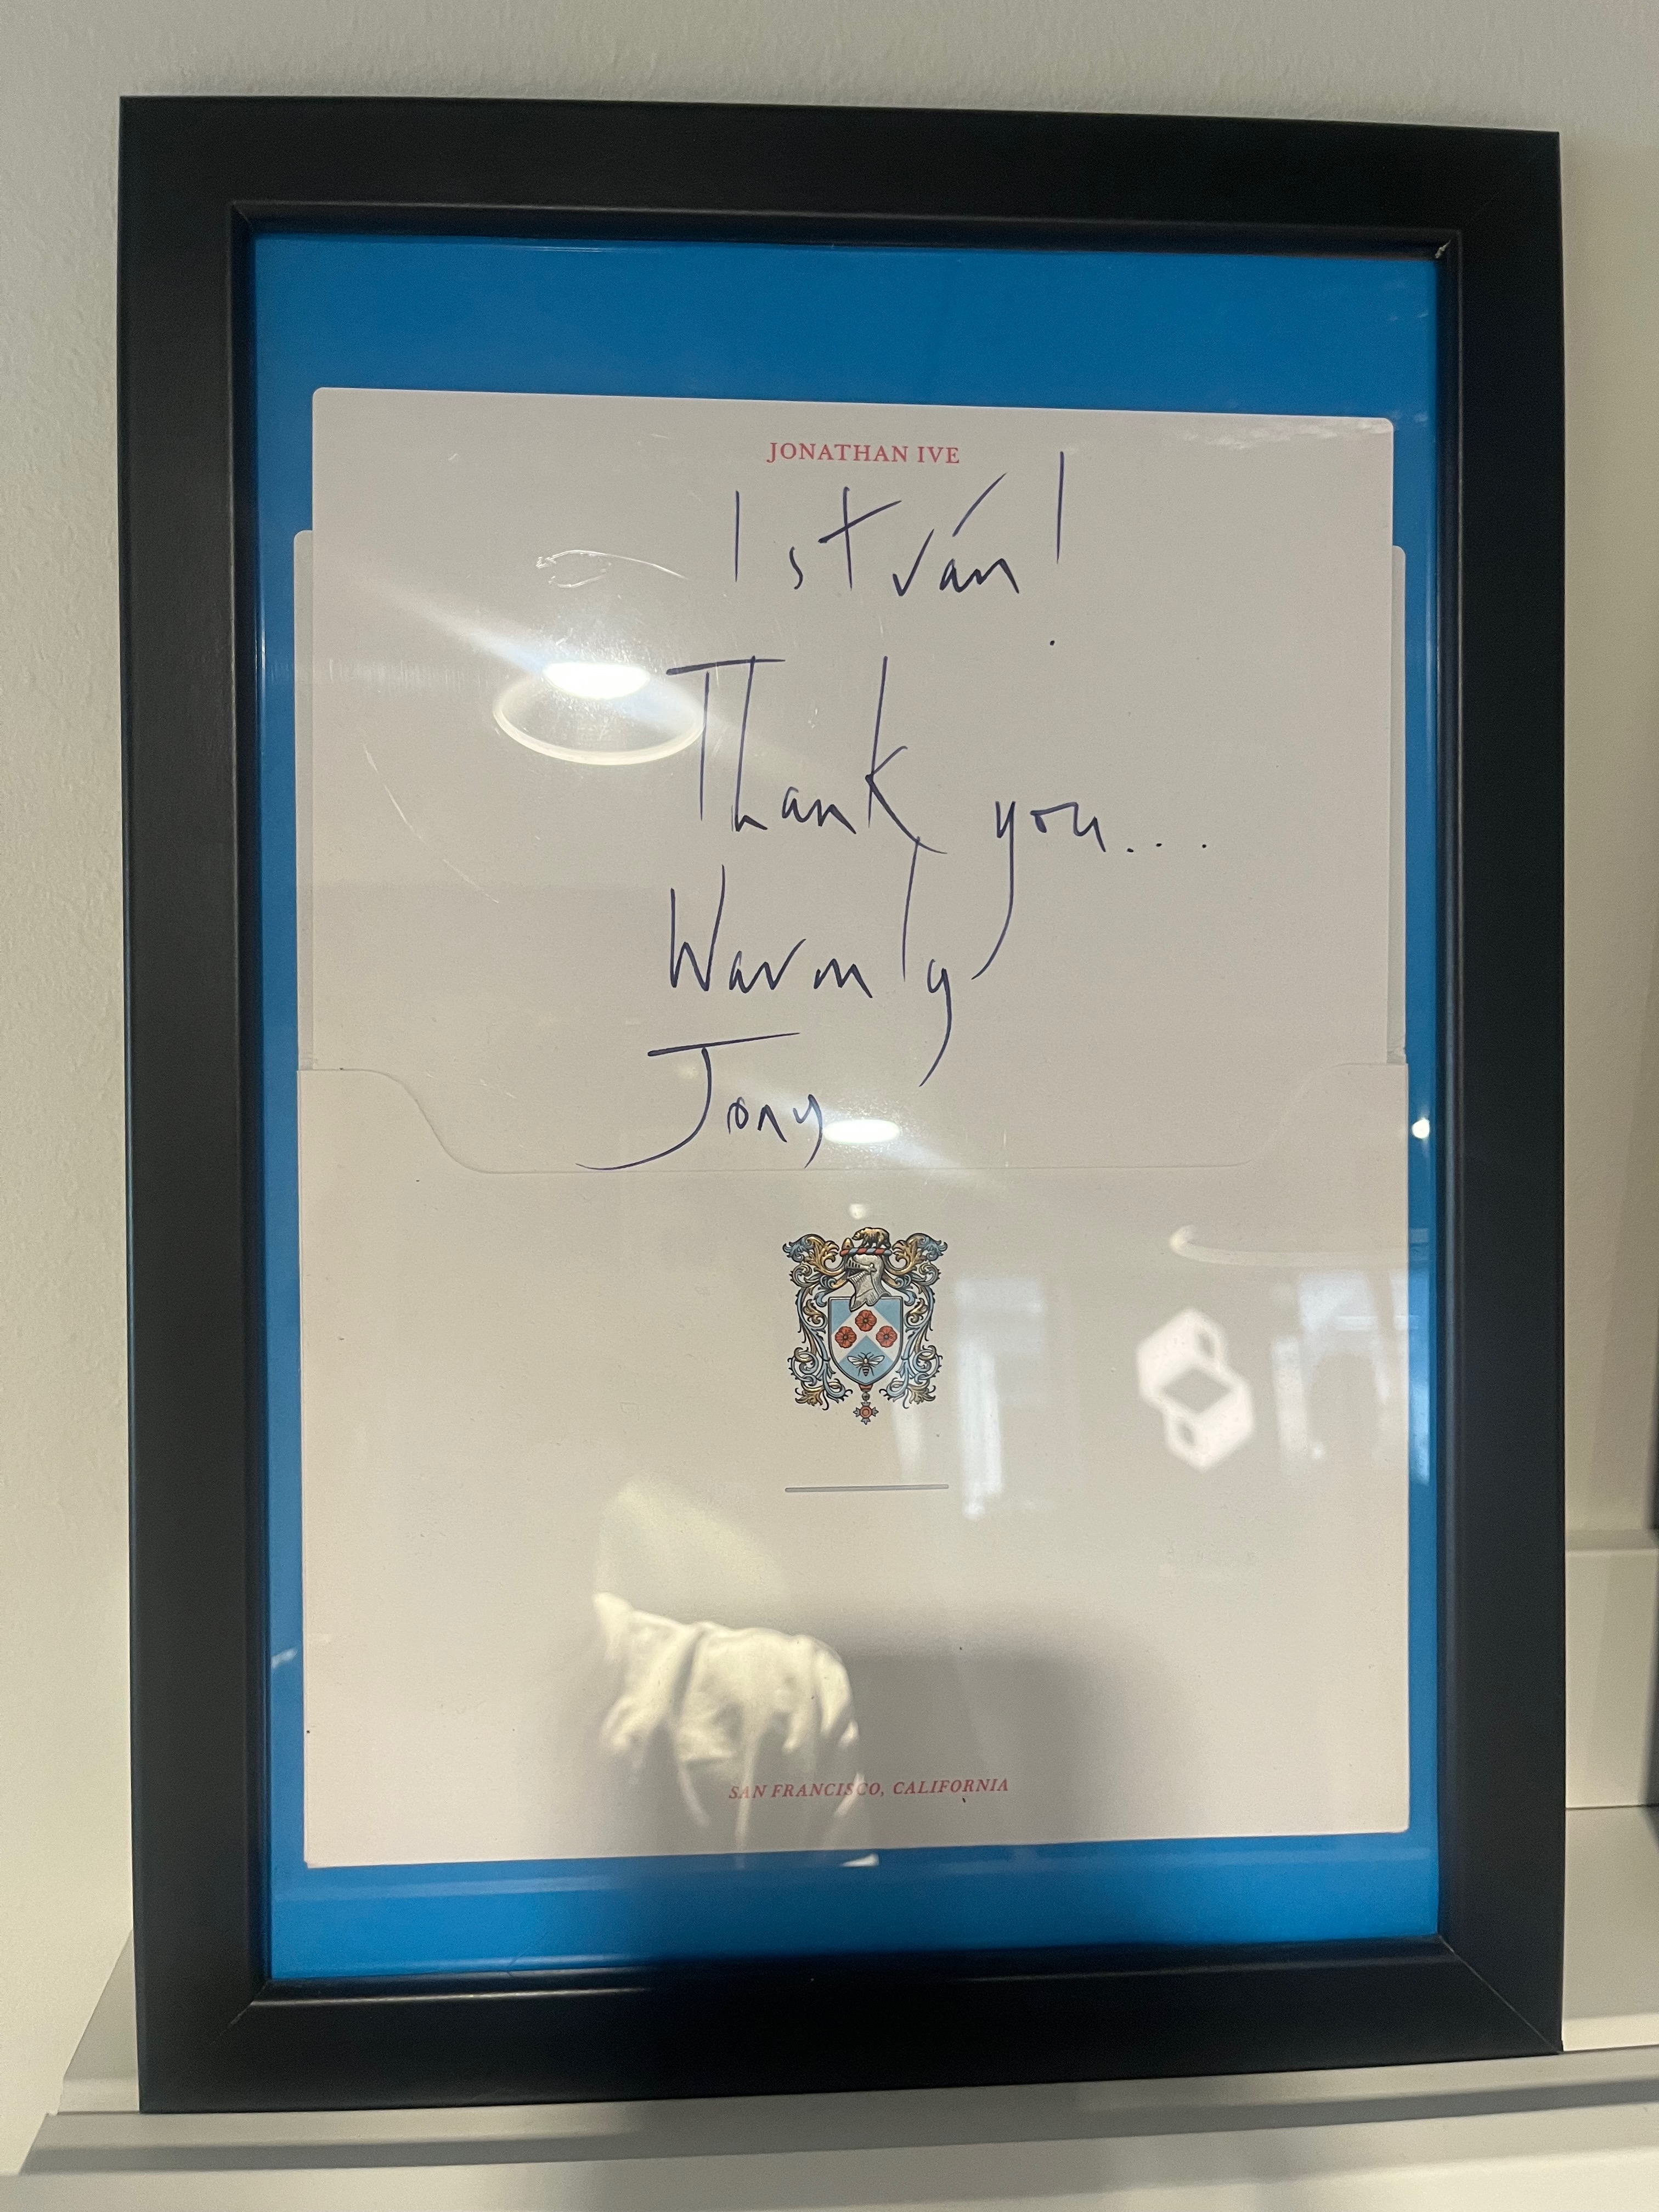 JONATHAN IVE
István!
Thank you...
Warmly
Jony
SAN FRANCISCO, CALIFORNIA